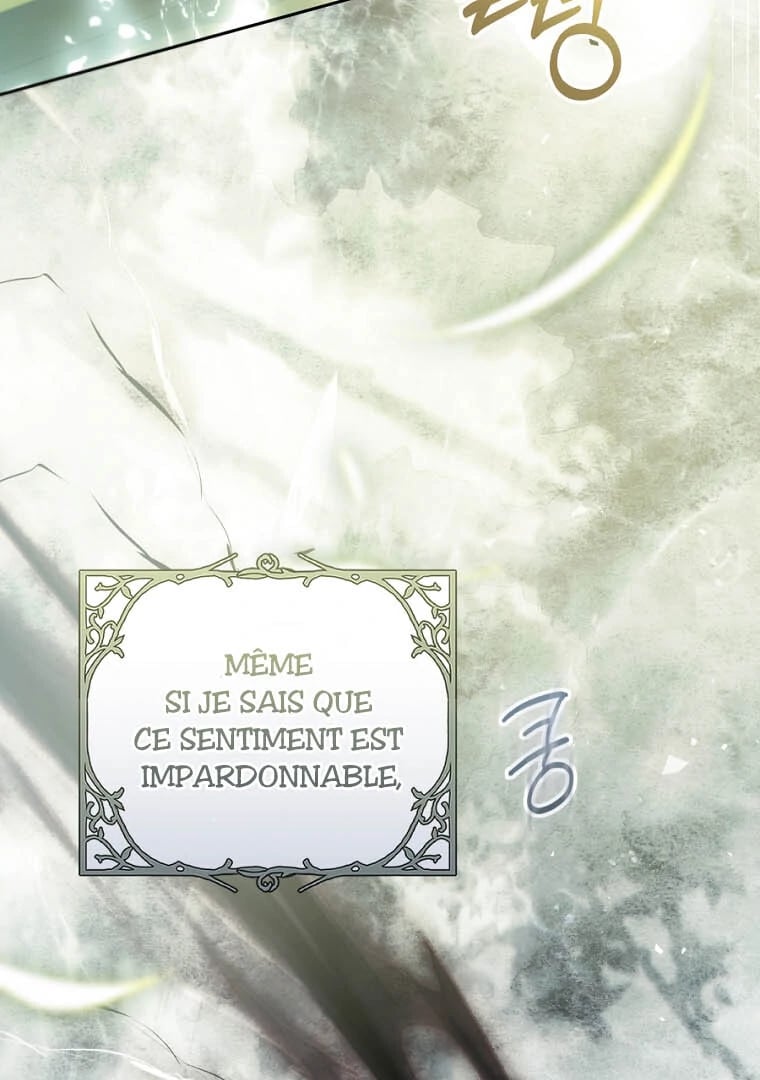 MÊME
SI JE SAIS QUE
CE SENTIMENT EST
IMPARDONNABLE,
쿵